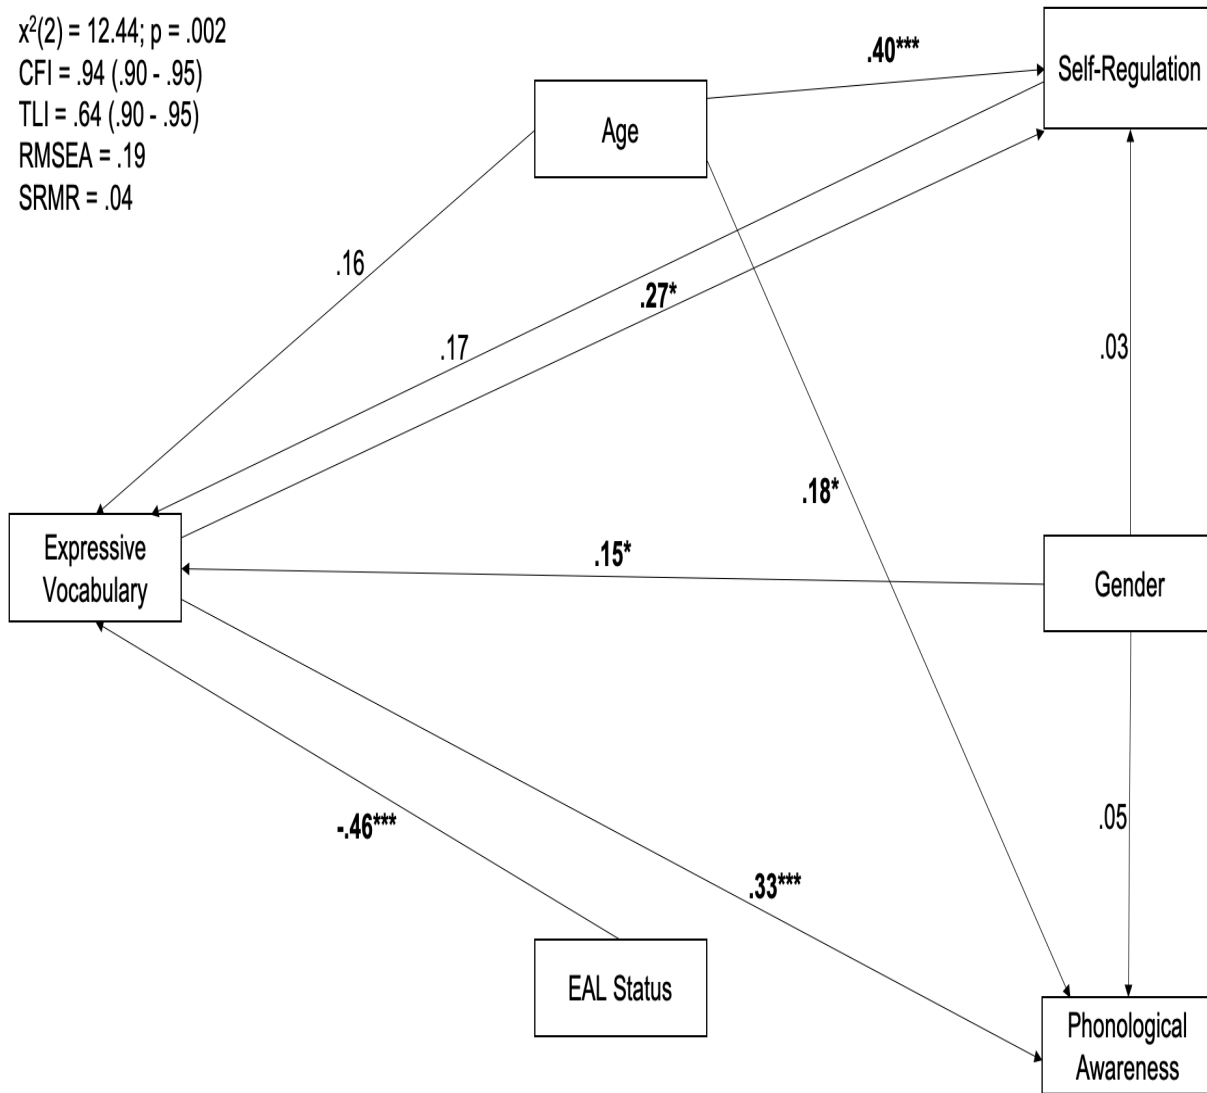 x²(2) = 12.44; p = .002
CFI = .94 (.90 - .95)
TLI = .64 (.90 - .95)
RMSEA = .19
SRMR = .04
.40***
Self-Regulation
Age
.16
.27*
.17
.03
.18*
Expressive
Vocabulary
.15*
Gender
-.46***
.33***
.05
EAL Status
Phonological
Awareness